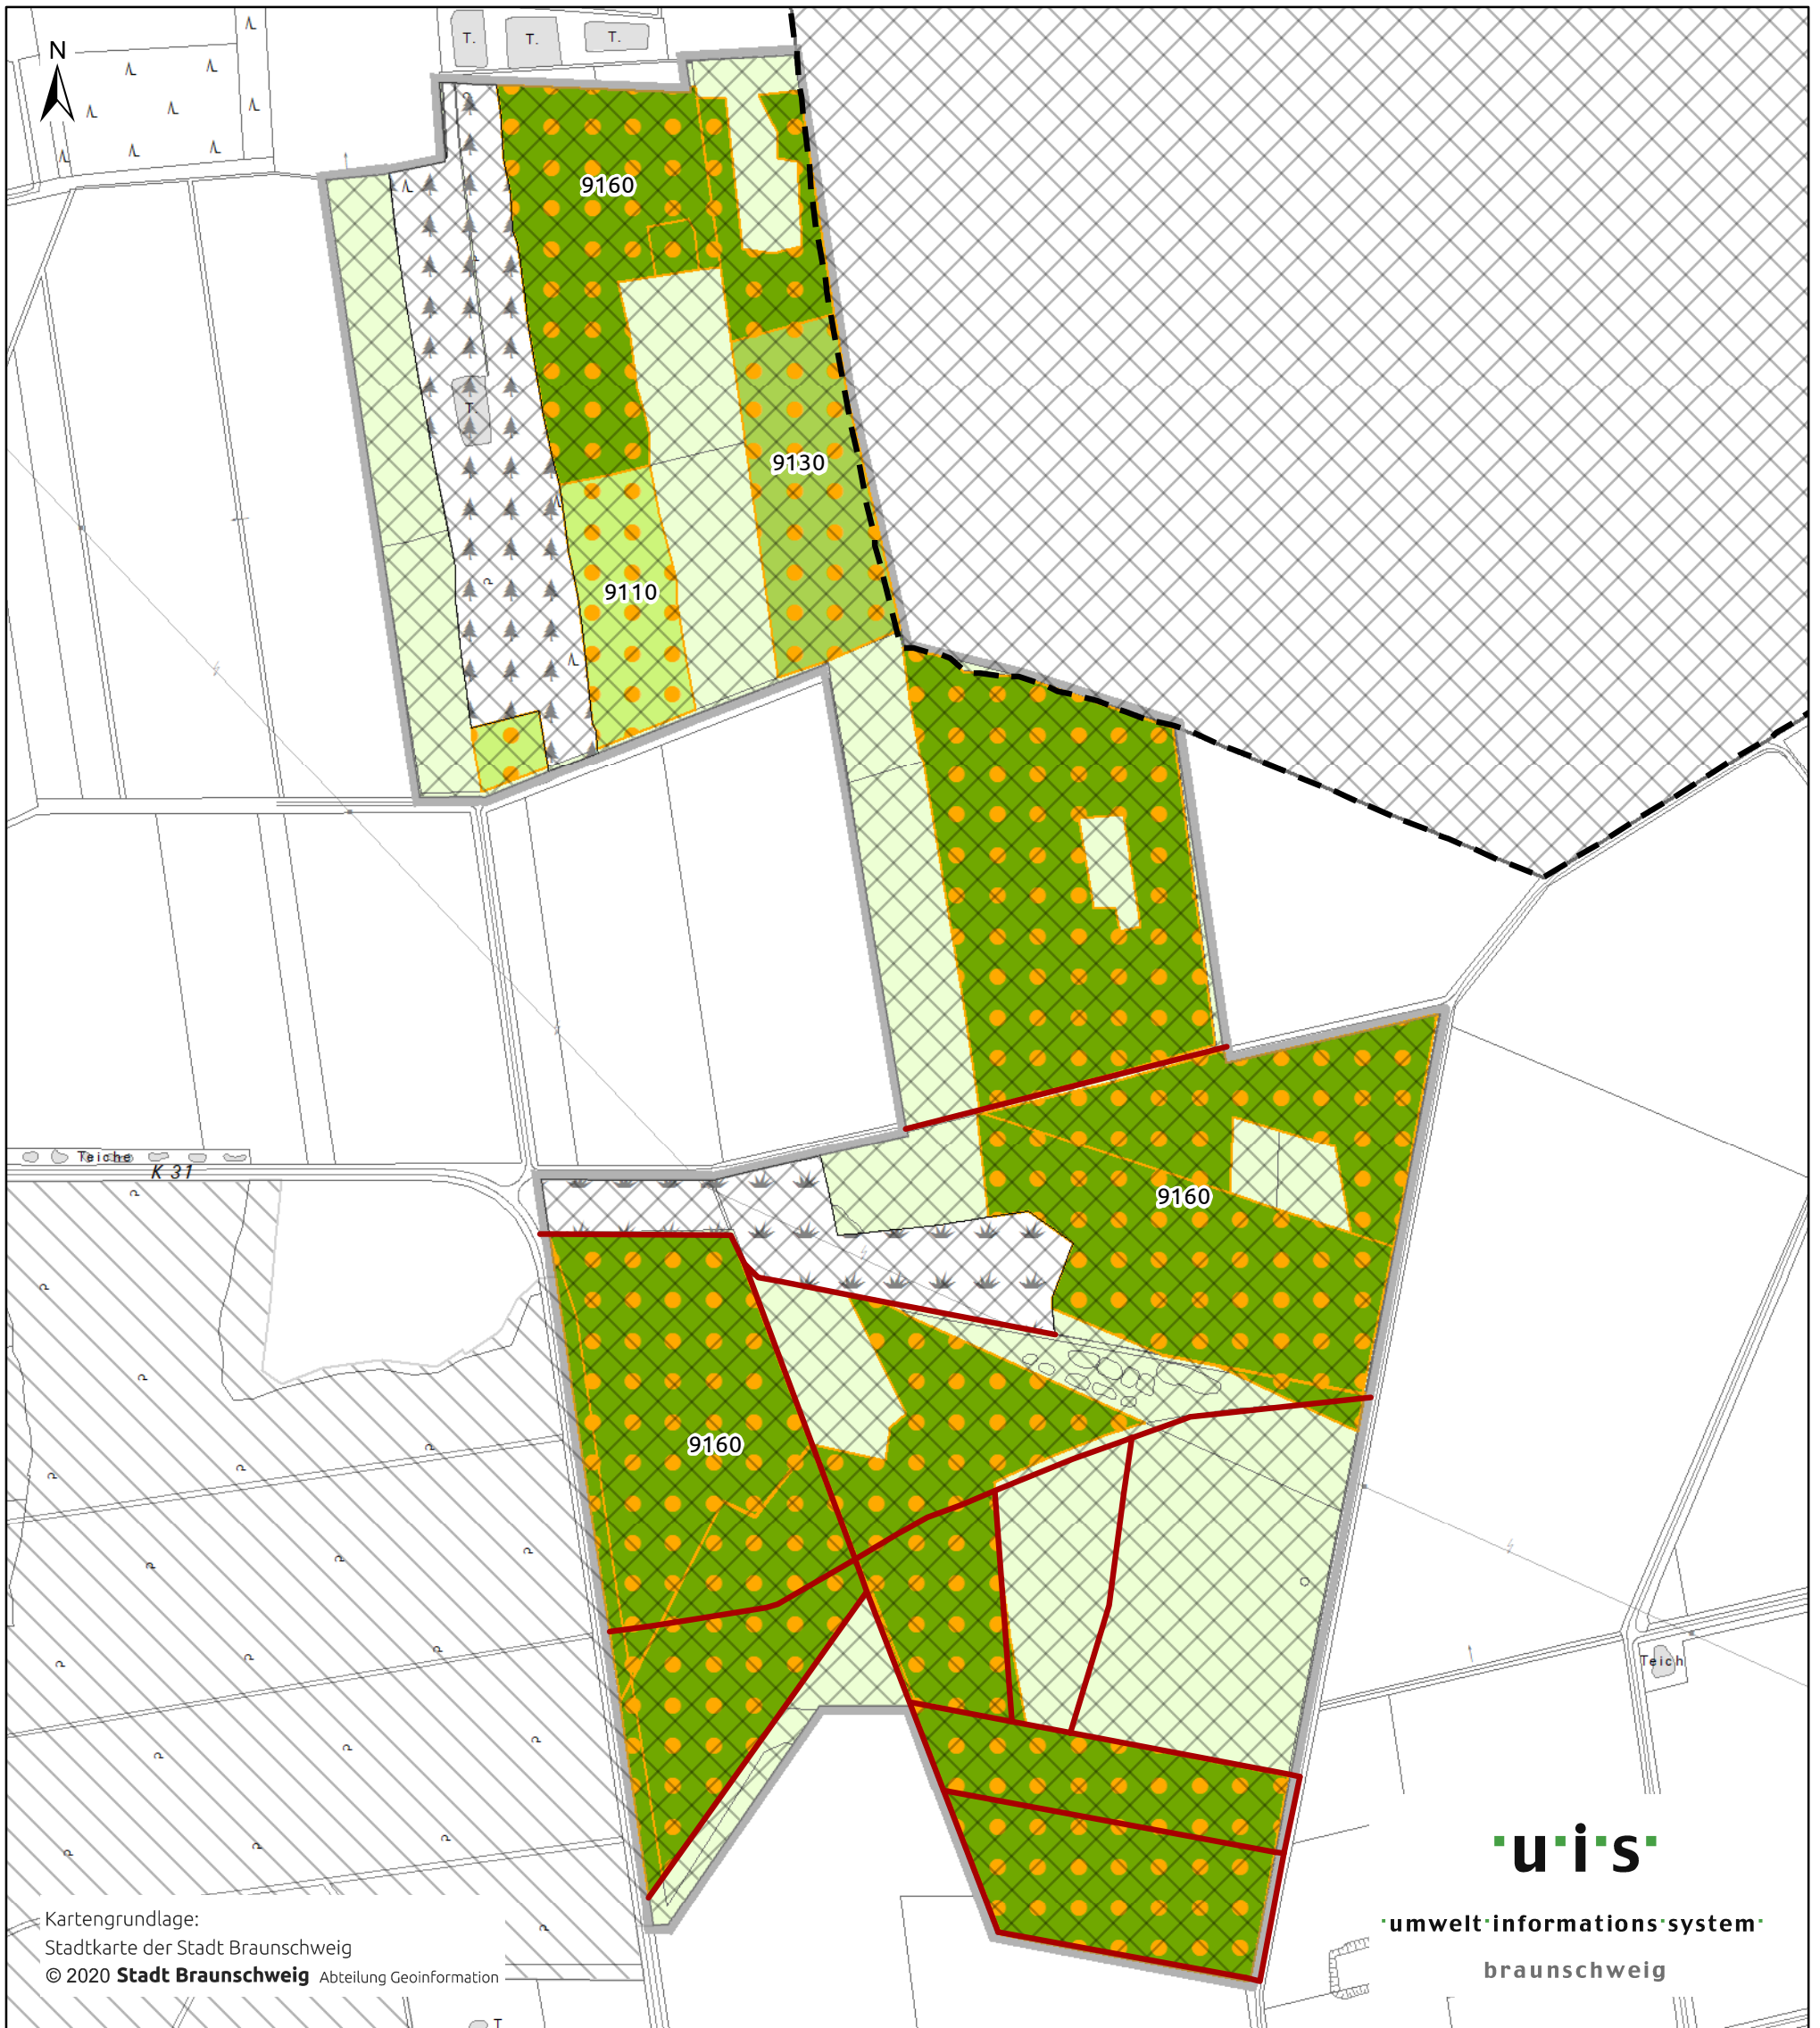 N
T.
T.
T.
9160
T.
9130
9110
Teiche
K 31
9160
9160
Teich
u·i·s
umwelt·informations·system
braunschweig
Kartengrundlage:
Stadtkarte der Stadt Braunschweig
© 2020 Stadt Braunschweig Abteilung Geoinformation
T